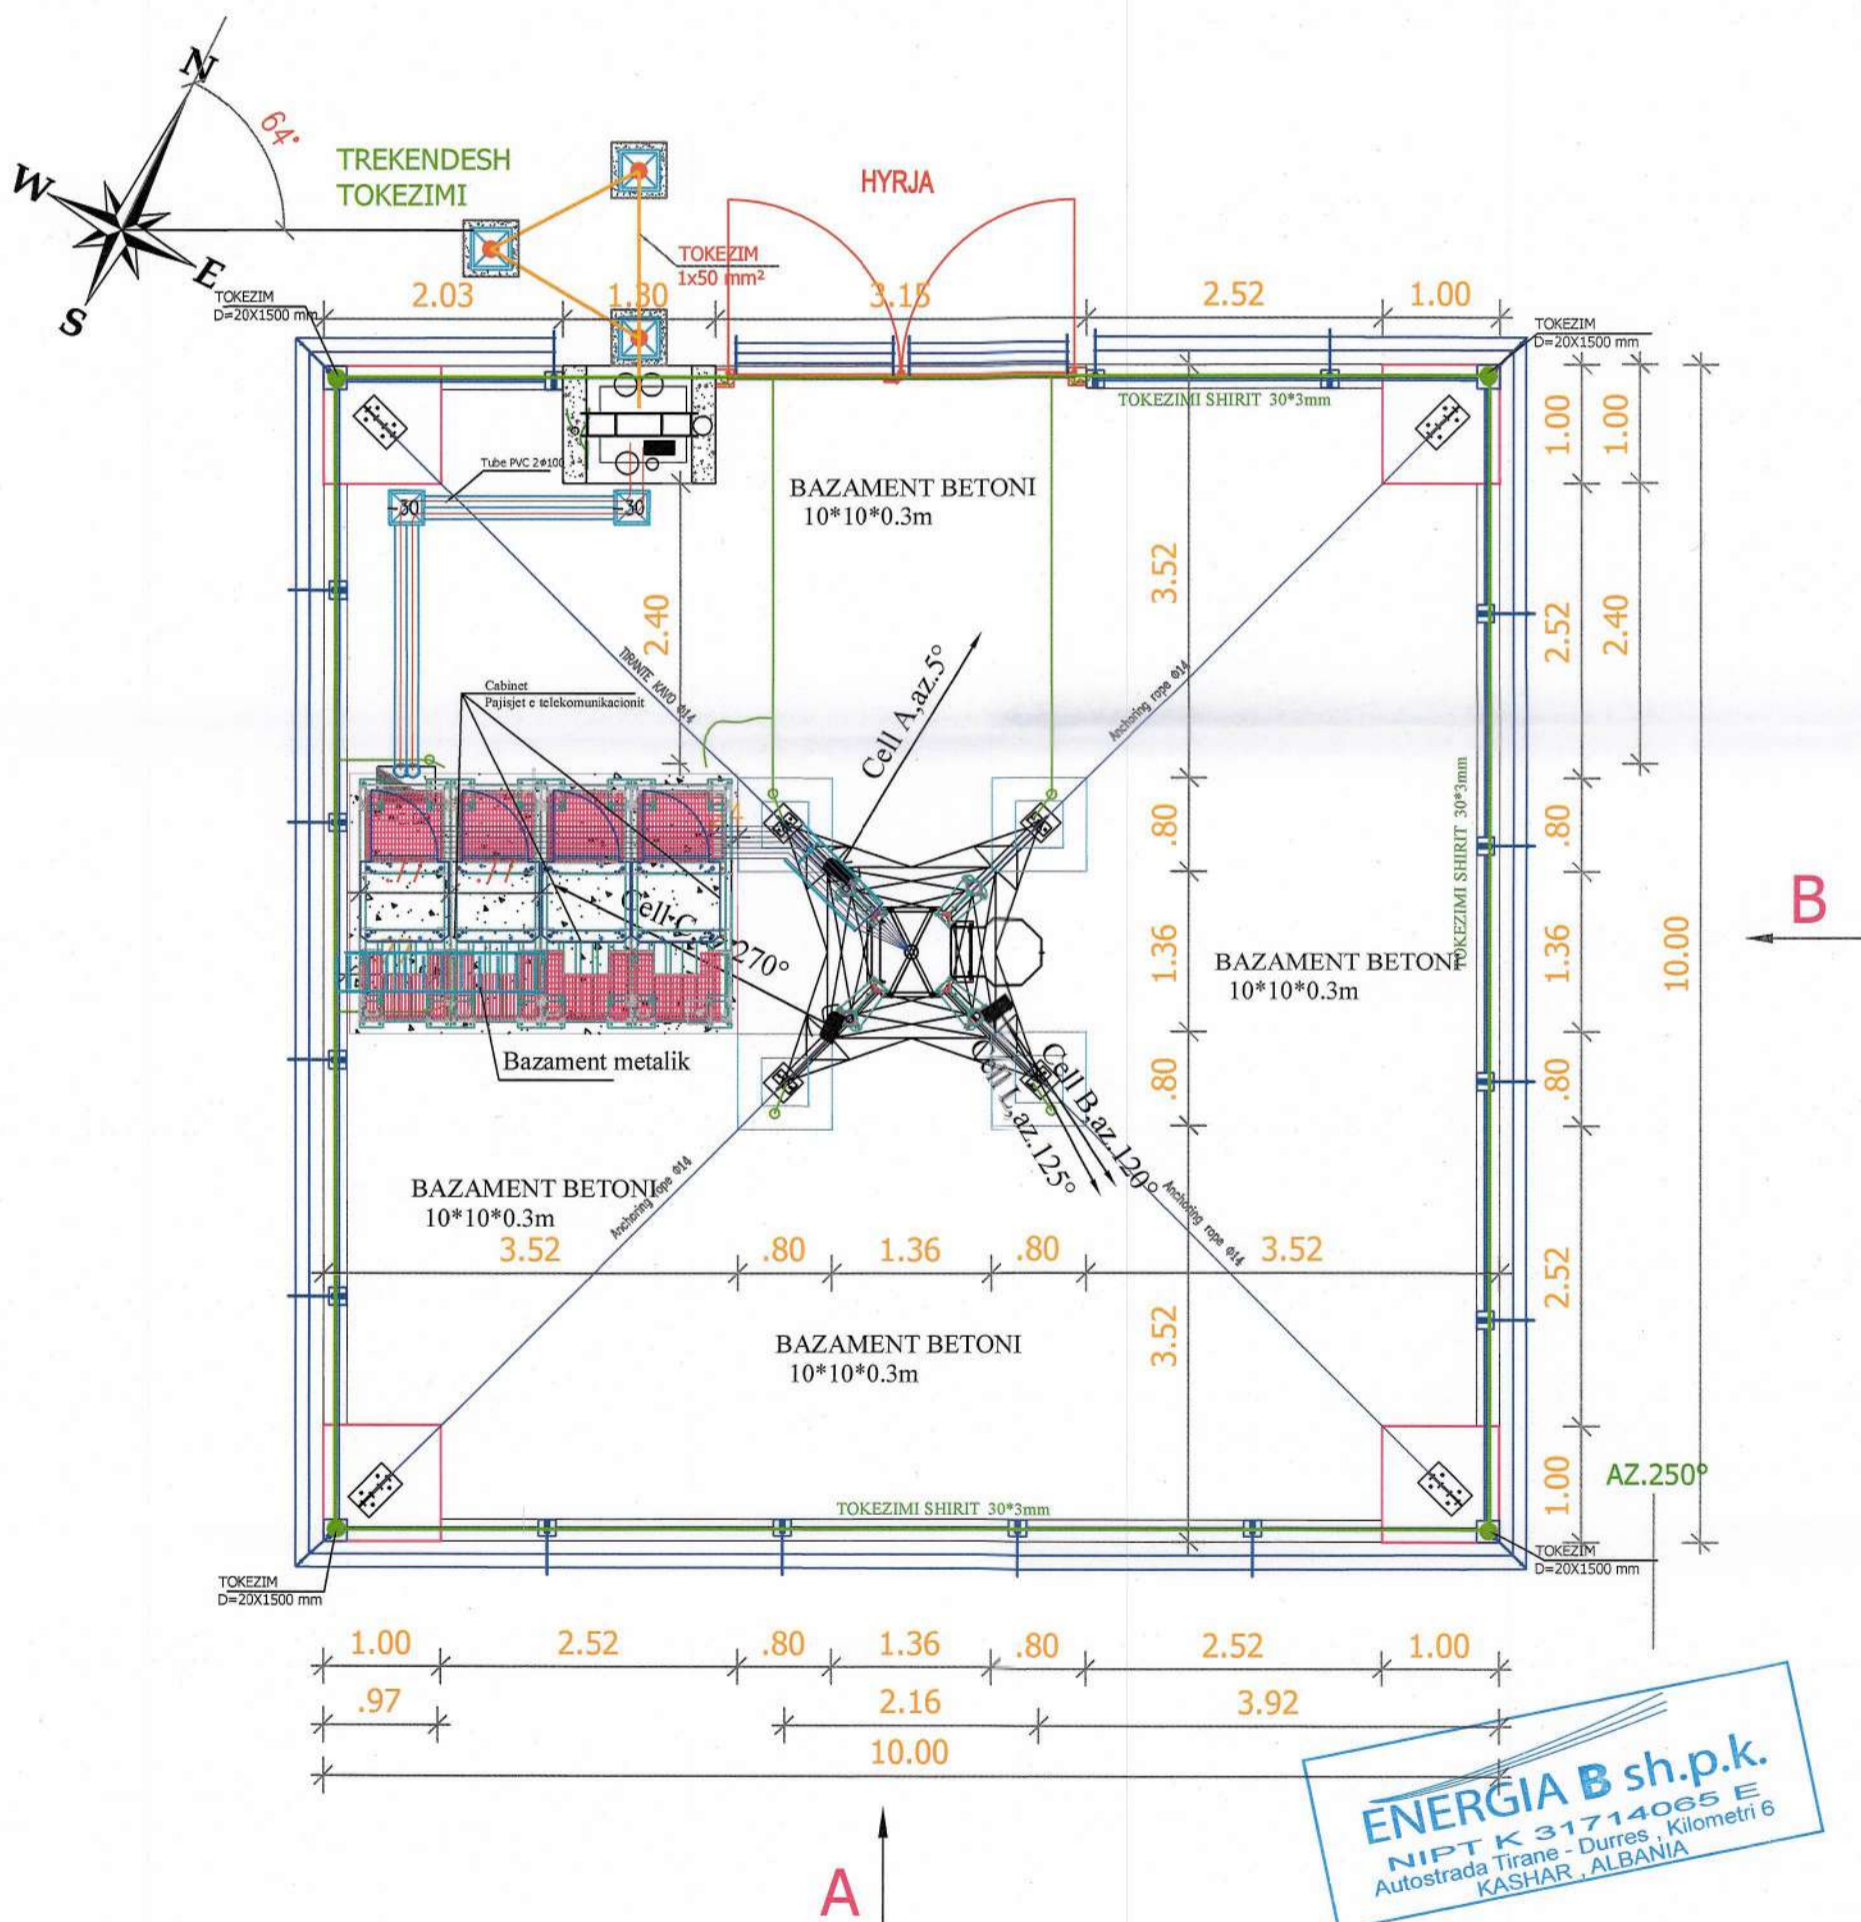 N
64°
W
E
S
TREKENDESH
TOKEZIMI
HYRJA
TOKEZIM
1x50 mm²
TOKEZIM
D=20X1500 mm
2.03
1.30
3.15
2.52
1.00
TOKEZIM
D=20X1500 mm
TOKEZIMI SHIRIT 30*3mm
1.00
1.00
Tube PVC 2Φ100
30
30
BAZAMENT BETONI
10*10*0.3m
3.52
2.40
2.52
2.40
TIRANTE KAVO Φ14
Anchoring rope Φ14
Cabinet
Pajisjet e telekomunikacionit
Cell A,az.5°
TOKEZIMI SHIRIT 30*3mm
.80
.80
B
Cell C
270°
1.36
BAZAMENT BETONI
10*10*0.3m
1.36
10.00
Bazament metalik
.80
.80
Cell L,az.125°
Cell B,az.120°
BAZAMENT BETONI
10*10*0.3m
Anchoring rope Φ14
Anchoring rope Φ14
3.52
.80
1.36
.80
3.52
2.52
BAZAMENT BETONI
10*10*0.3m
3.52
1.00
AZ.250°
TOKEZIMI SHIRIT 30*3mm
TOKEZIM
D=20X1500 mm
TOKEZIM
D=20X1500 mm
1.00
2.52
.80
1.36
.80
2.52
1.00
.97
2.16
3.92
10.00
A
ENERGIA B sh.p.k.
NIPT K 31714065 E
Autostrada Tirane - Durres , Kilometri 6
KASHAR , ALBANIA